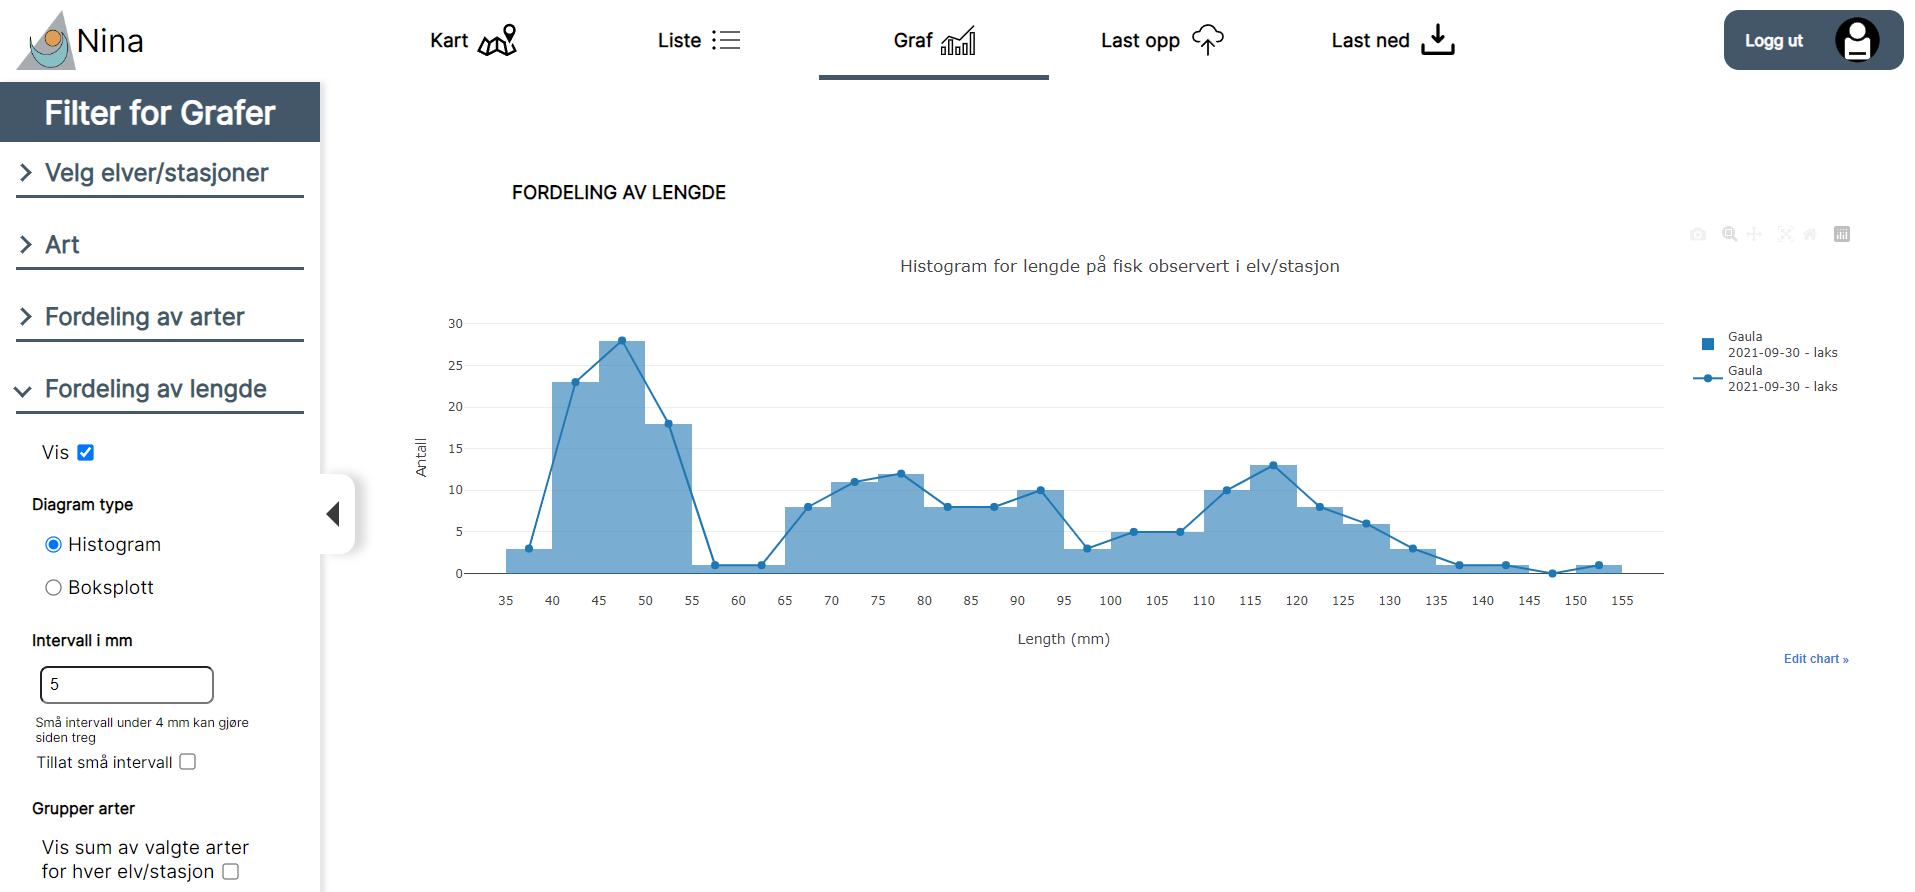 Nina
Kart
Liste
Graf
Last opp
Last ned
Logg ut
Filter for Grafer
Velg elver/stasjoner
Art
Fordeling av arter
Fordeling av lengde
Vis
Diagram type
Histogram
Boksplott
Intervall i mm
5
Små intervall under 4 mm kan gjøre
siden treg
Tillat små intervall
Grupper arter
Vis sum av valgte arter
for hver elv/stasjon
FORDELING AV LENGDE
Histogram for lengde på fisk observert i elv/stasjon
30
25
20
15
10
5
0
Antall
35 40 45 50 55 60 65 70 75 80 85 90 95 100 105 110 115 120 125 130 135 140 145 150 155
Length (mm)
Gaula
2021-09-30 - laks
Gaula
2021-09-30 - laks
Edit chart »